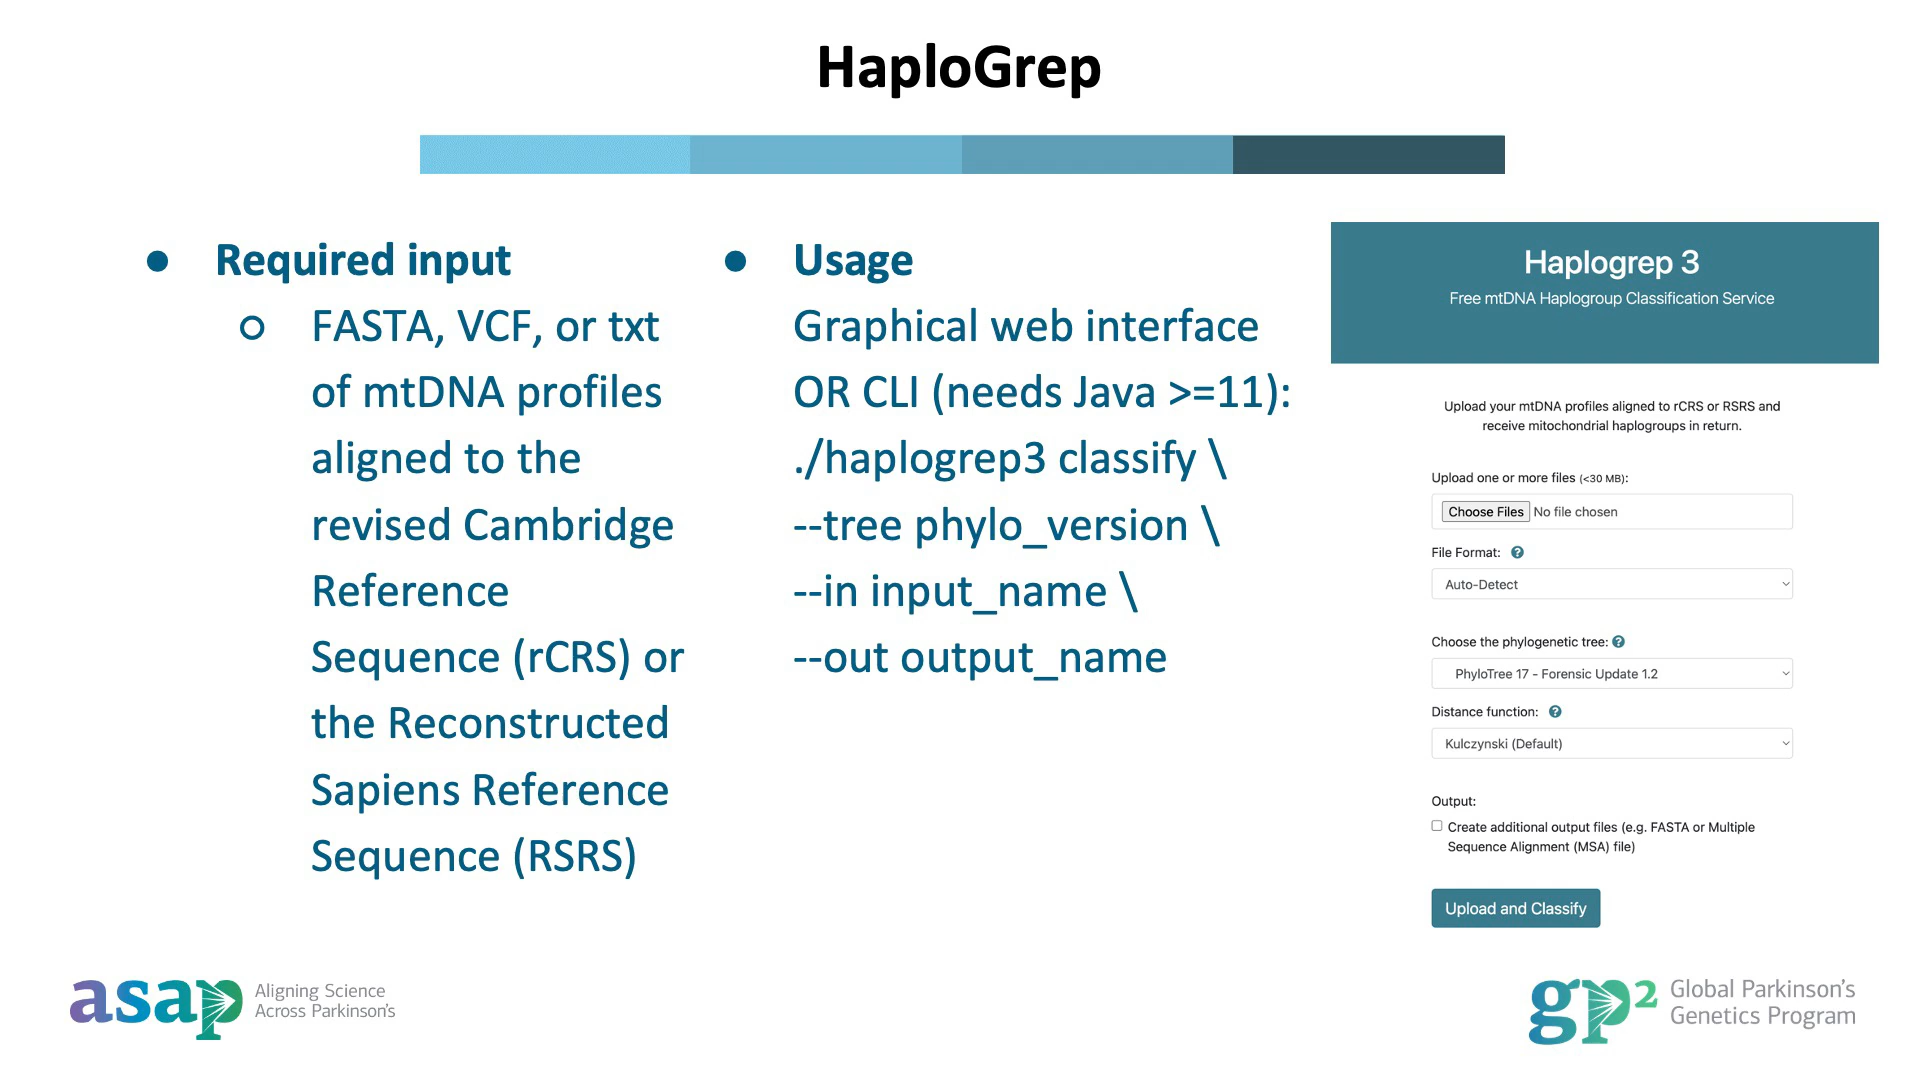 HaploGrep
● Required input
○ FASTA, VCF, or txt
of mtDNA profiles
aligned to the
revised Cambridge
Reference
Sequence (rCRS) or
the Reconstructed
Sapiens Reference
Sequence (RSRS)
● Usage
Graphical web interface
OR CLI (needs Java >=11):
./haplogrep3 classify \
--tree phylo_version \
--in input_name \
--out output_name
Haplogrep 3
Free mtDNA Haplogroup Classification Service
Upload your mtDNA profiles aligned to rCRS or RSRS and
receive mitochondrial haplogroups in return.
Upload one or more files (<30 MB):
Choose Files No file chosen
File Format: ?
Auto-Detect
Choose the phylogenetic tree: ?
PhyloTree 17 - Forensic Update 1.2
Distance function: ?
Kulczynski (Default)
Output:
Create additional output files (e.g. FASTA or Multiple
Sequence Alignment (MSA) file)
Upload and Classify
asap
Aligning Science
Across Parkinson's
gp2
Global Parkinson's
Genetics Program